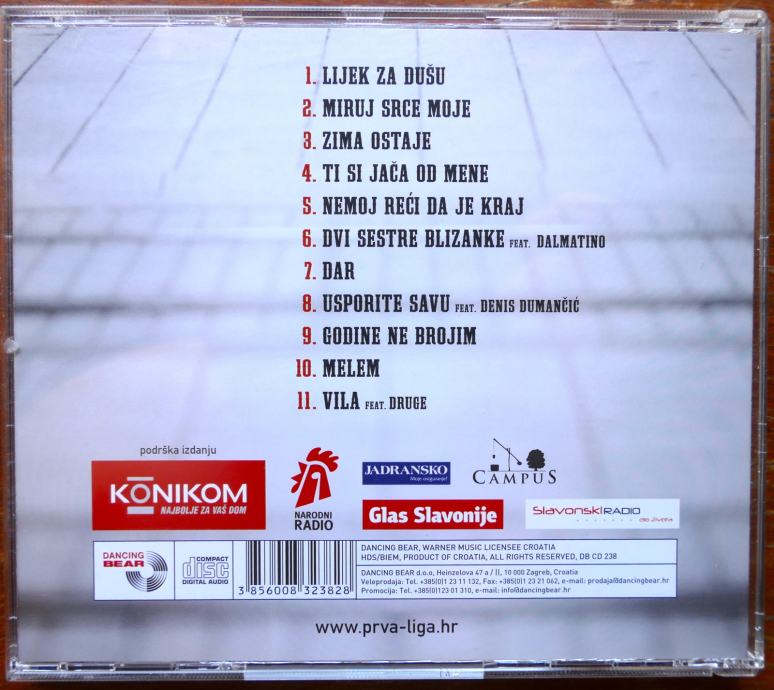 1. LIJEK ZA DUŠU
2. MIRUJ SRCE MOJE
3. ZIMA OSTAJE
4. TI SI JAČA OD MENE
5. NEMOJ REĆI DA JE KRAJ
6. DVI SESTRE BLIZANKE FEAT. DALMATINO
7. DAR
8. USPORITE SAVU FEAT. DENIS DUMANČIĆ
9. GODINE NE BROJIM
10. MELEM
11. VILA FEAT. DRUGE
podrška izdanju
KŌNIKOM
NAJBOLJE ZA VAŠ DOM
NARODNI
RADIO
JADRANSKO
Moje osiguranje!
CAMPUS
Glas Slavonije
SlavonskiRADIO
DANCING
BEAR
COMPACT
disc
DIGITAL AUDIO
3 856008 323828
DANCING BEAR, WARNER MUSIC LICENSEE CROATIA
HDS/BIEM, PRODUCT OF CROATIA, ALL RIGHTS RESERVED, DB CD 238
DANCING BEAR d.o.o, Heinzelova 47 a / II, 10 000 Zagreb, Croatia
Veleprodaja: Tel. +385(0)1 23 11 132, Fax: +385(0)1 23 21 062, e-mail: prodaja@dancingbear.hr
Promocija: Tel. +385(0)123 01 310, e-mail: info@dancingbear.hr
www.prva-liga.hr